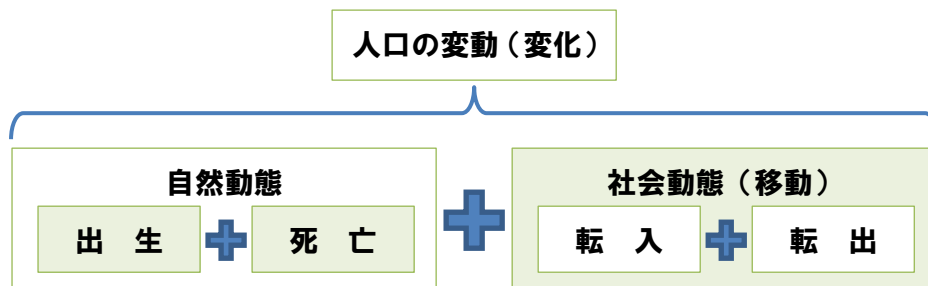 人口の変動（変化）
自然動態
出 生
死 亡
社会動態（移動）
転 入
転 出